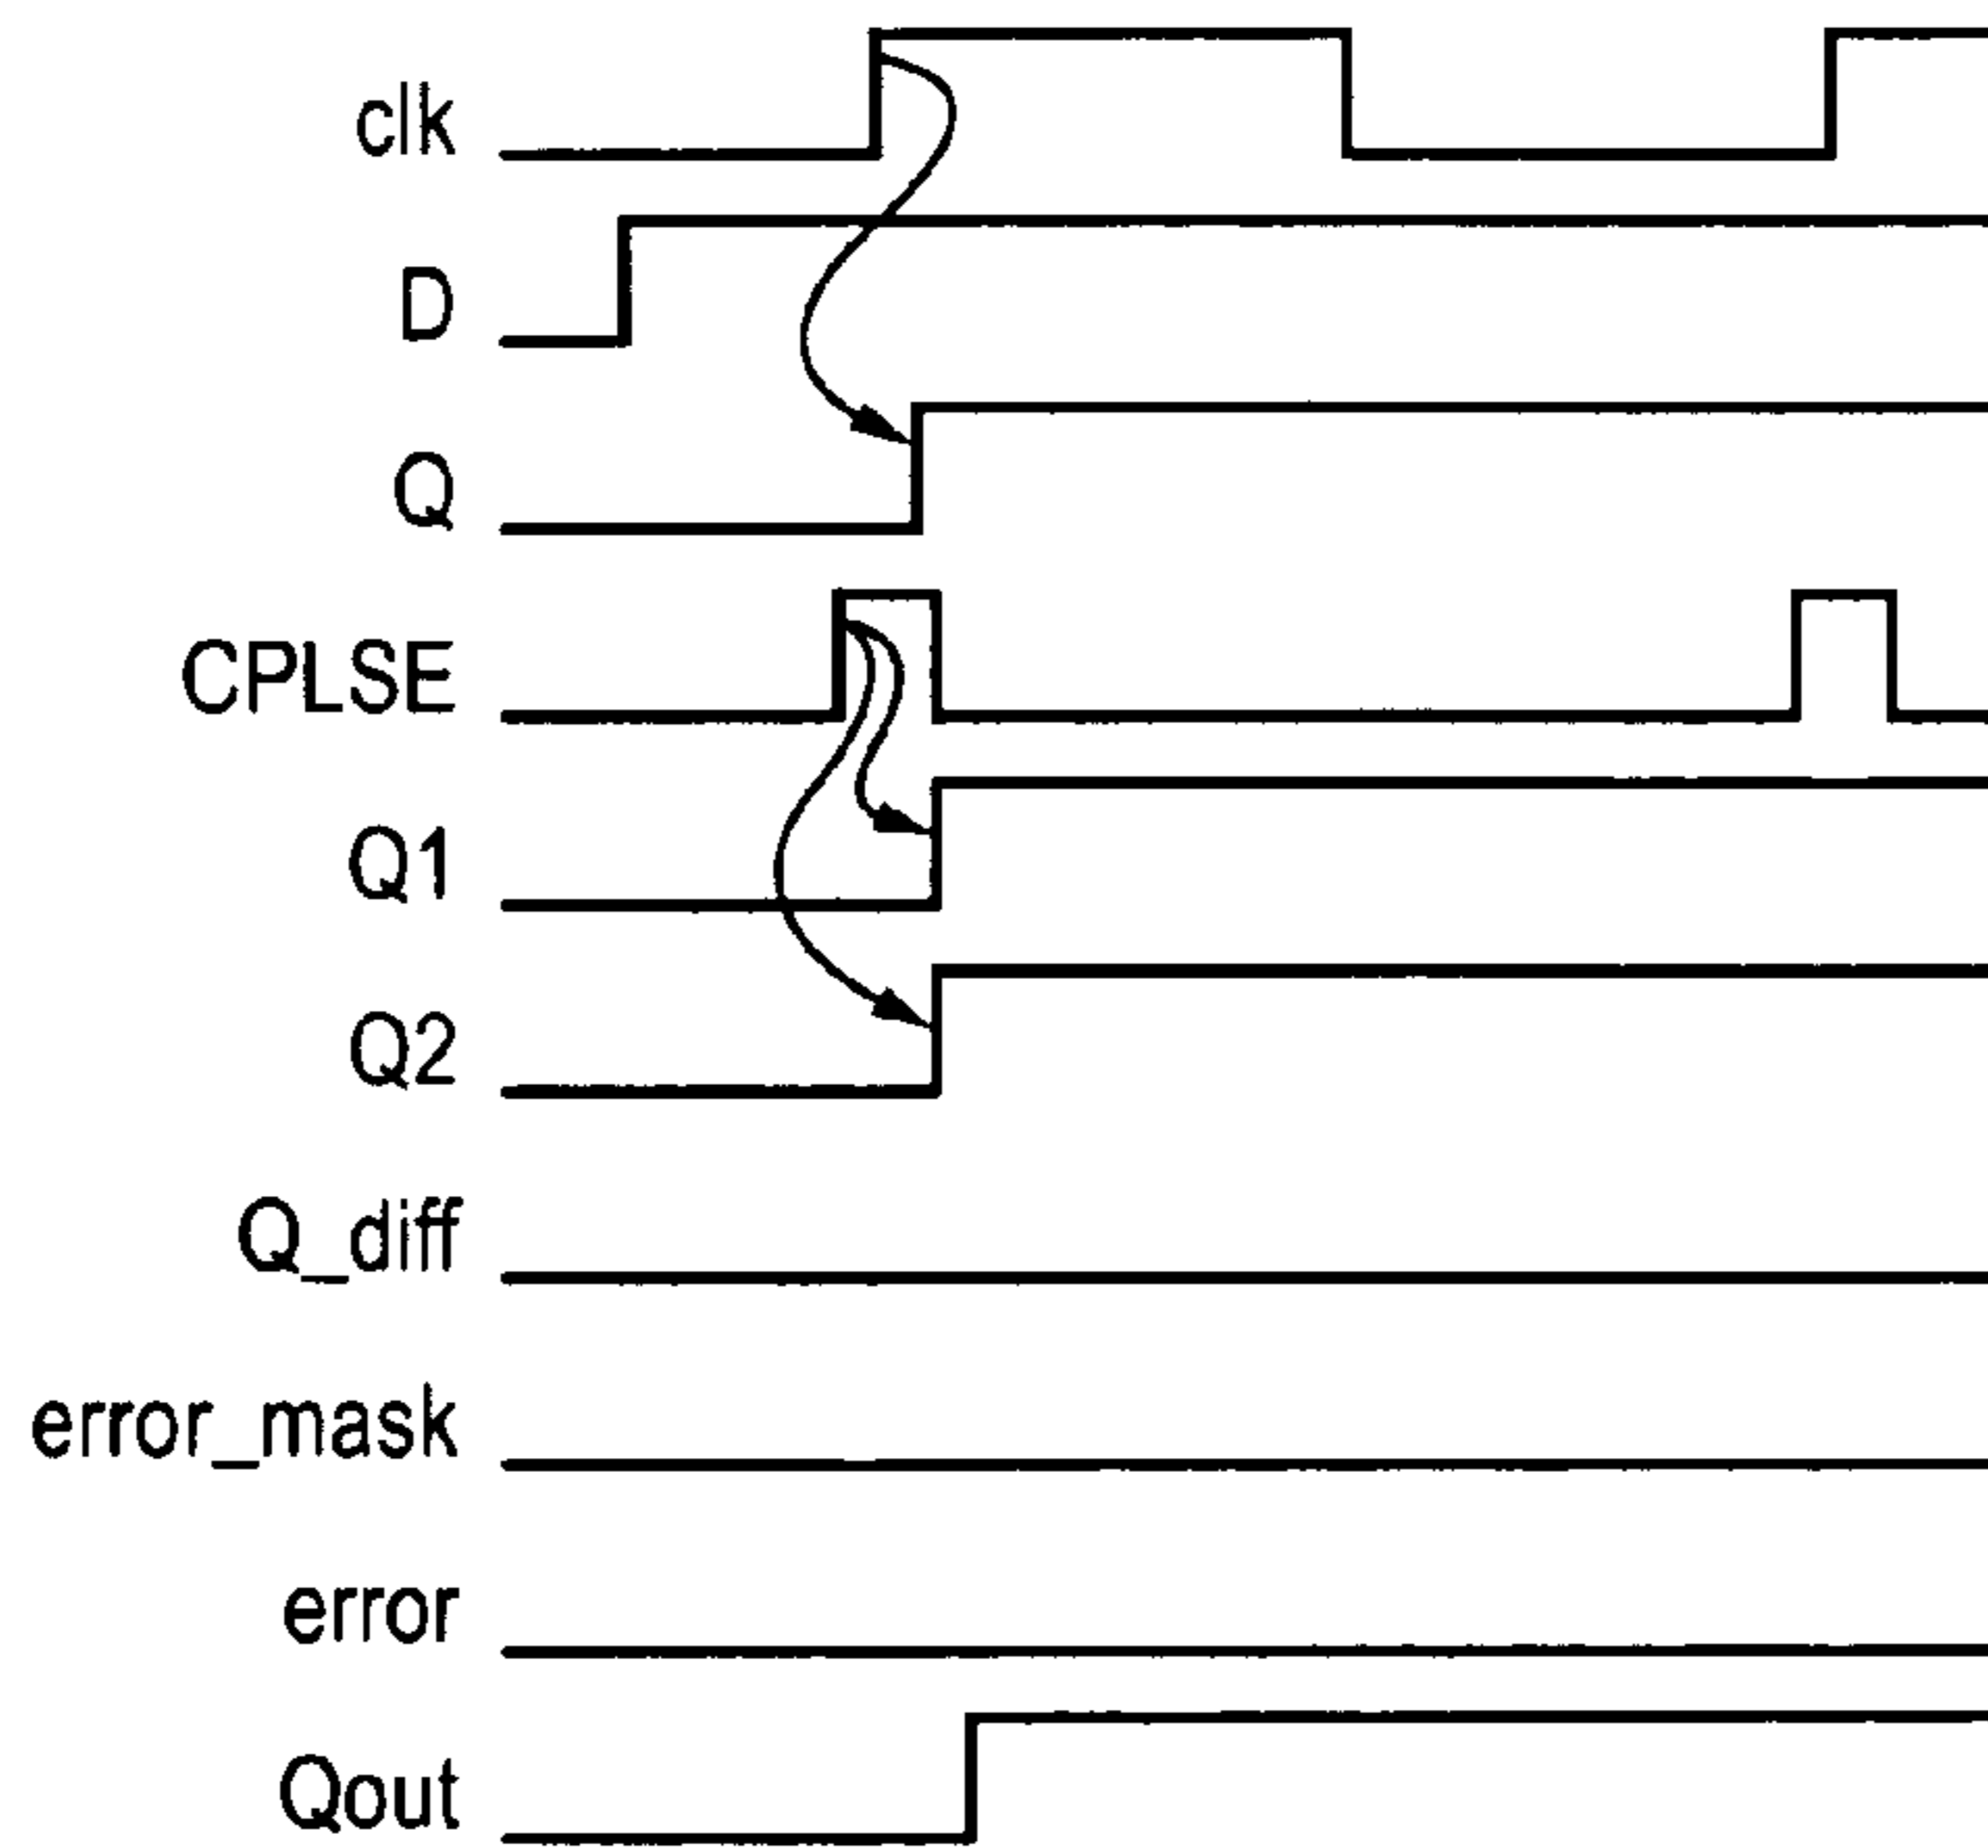 clk
D
Q
CPLSE
Q1
Q2
Q_diff
error_mask
error
Qout